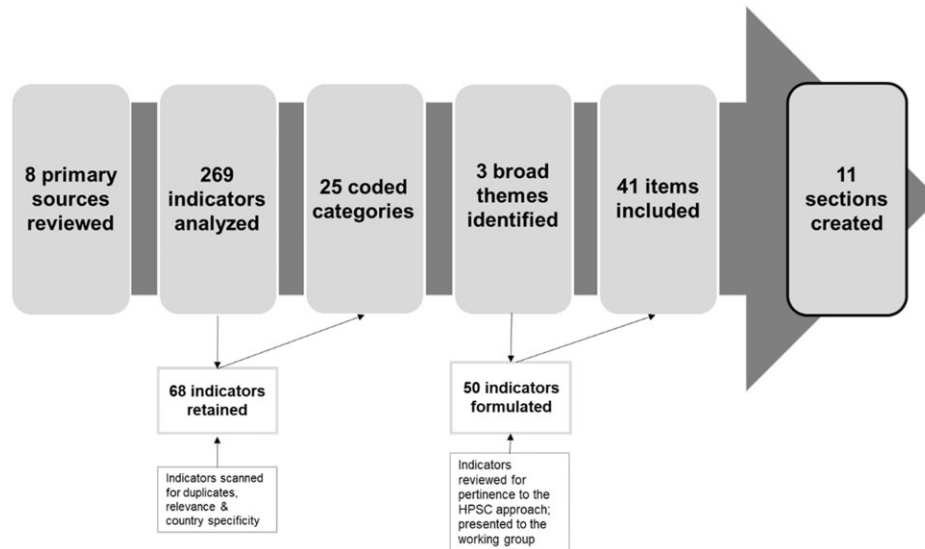 8 primary
sources
reviewed
269
indicators
analyzed
25 coded
categories
3 broad
themes
identified
41 items
included
11
sections
created
68 indicators
retained
50 indicators
formulated
Indicators scanned
for duplicates,
relevance &
country specificity
Indicators
reviewed for
pertinence to the
HPSC approach;
presented to the
working group